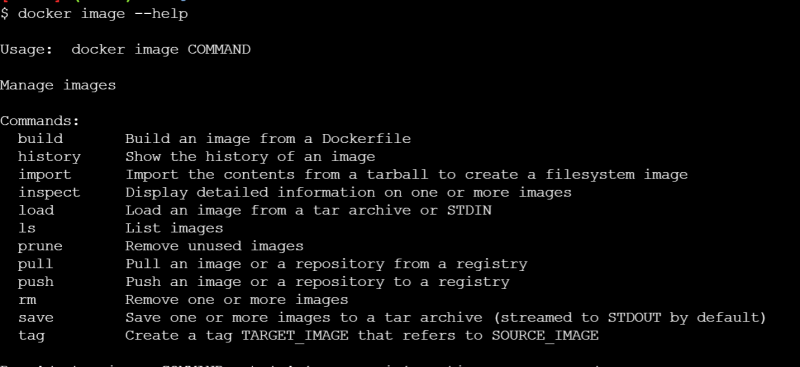 $ docker image --help
Usage:  docker image COMMAND
Manage images
Commands:
  build       Build an image from a Dockerfile
  history     Show the history of an image
  import      Import the contents from a tarball to create a filesystem image
  inspect     Display detailed information on one or more images
  load        Load an image from a tar archive or STDIN
  ls          List images
  prune       Remove unused images
  pull        Pull an image or a repository from a registry
  push        Push an image or a repository to a registry
  rm          Remove one or more images
  save        Save one or more images to a tar archive (streamed to STDOUT by default)
  tag         Create a tag TARGET_IMAGE that refers to SOURCE_IMAGE